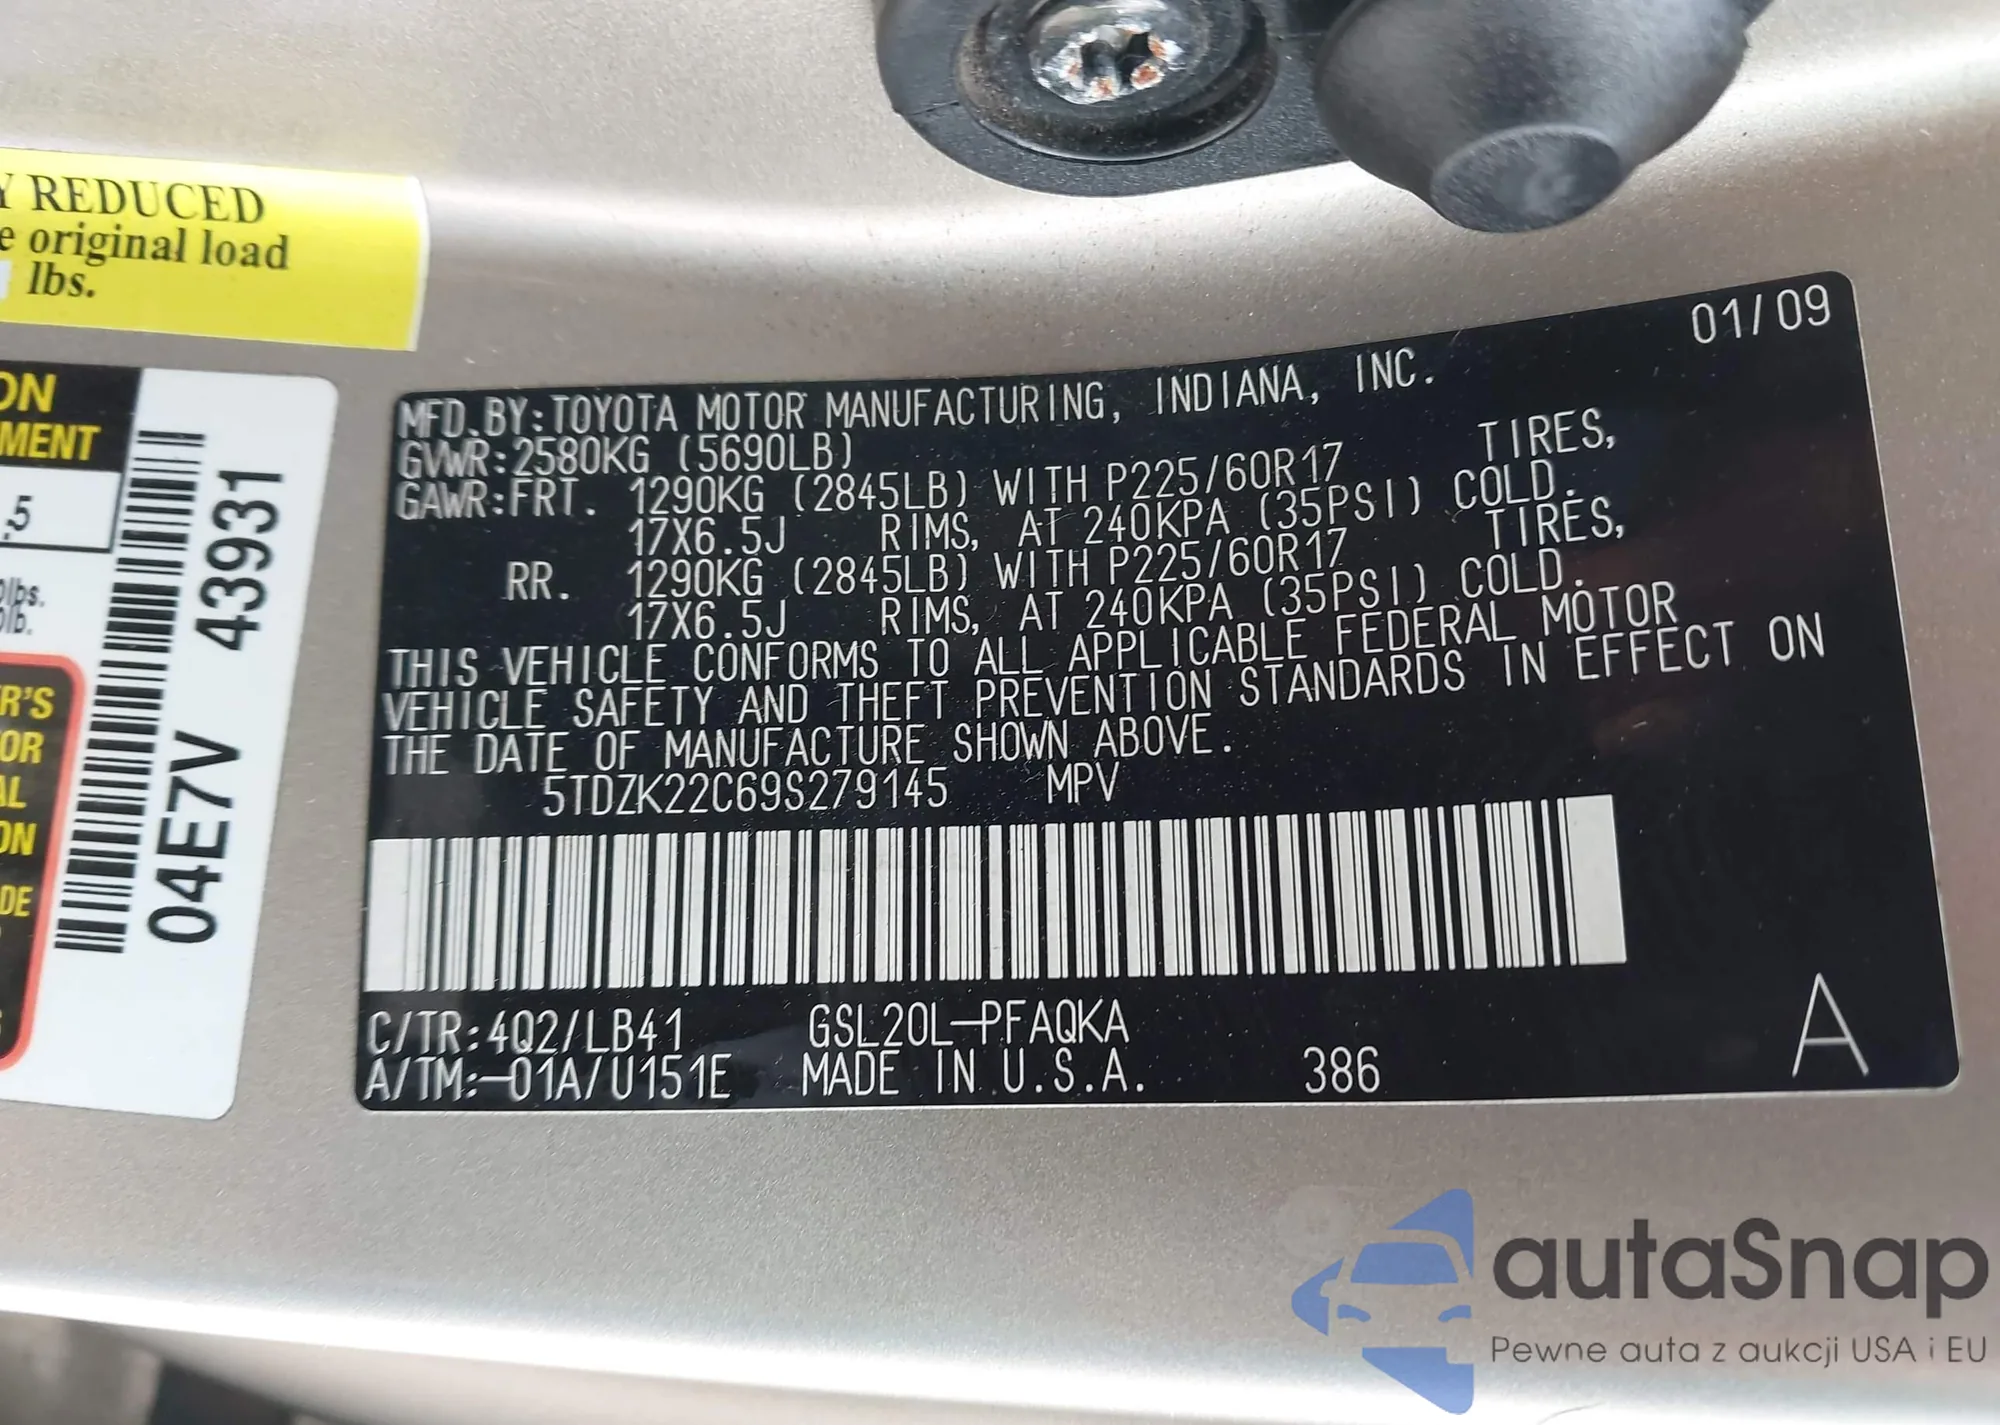 Y REDUCED
e original load
lbs.
ON
MENT
.5
lbs.
lb.
R'S
OR
AL
ON
DE
04E7V 43931
01/09
MFD.BY:TOYOTA MOTOR MANUFACTURING, INDIANA, INC.
GVWR:2580KG (5690LB)
GAWR:FRT. 1290KG (2845LB) WITH P225/60R17 TIRES,
17X6.5J RIMS, AT 240KPA (35PSI) COLD.
RR. 1290KG (2845LB) WITH P225/60R17 TIRES,
17X6.5J RIMS, AT 240KPA (35PSI) COLD.
THIS VEHICLE CONFORMS TO ALL APPLICABLE FEDERAL MOTOR
VEHICLE SAFETY AND THEFT PREVENTION STANDARDS IN EFFECT ON
THE DATE OF MANUFACTURE SHOWN ABOVE.
5TDZK22C69S279145 MPV
C/TR:4Q2/LB41 GSL20L-PFAQKA
A/TM:-01A/U151E MADE IN U.S.A. 386
A
autaSnap
Pewne auta z aukcji USA i EU